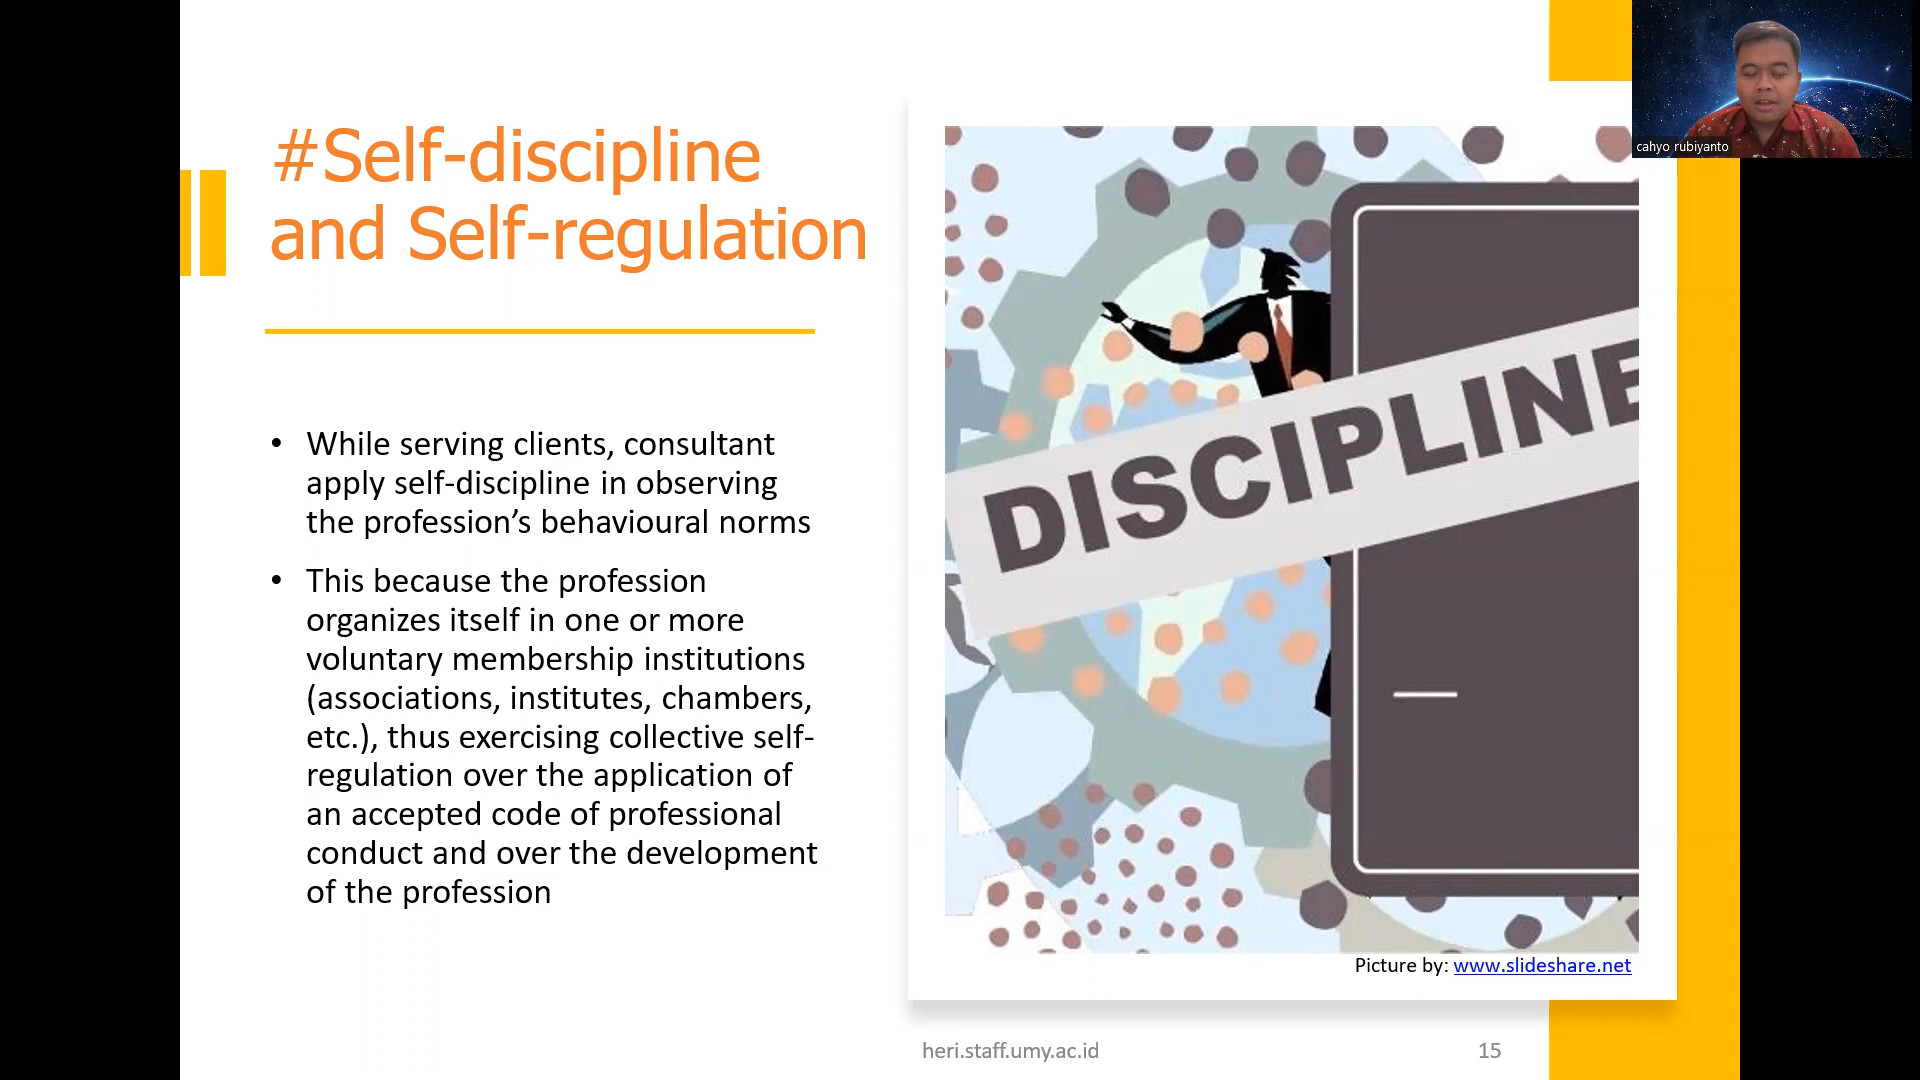 #Self-discipline
and Self-regulation
• While serving clients, consultant
apply self-discipline in observing
the profession’s behavioural norms
• This because the profession
organizes itself in one or more
voluntary membership institutions
(associations, institutes, chambers,
etc.), thus exercising collective self-
regulation over the application of
an accepted code of professional
conduct and over the development
of the profession
cahyo rubiyanto
DISCIPLINE
Picture by: www.slideshare.net
heri.staff.umy.ac.id
15